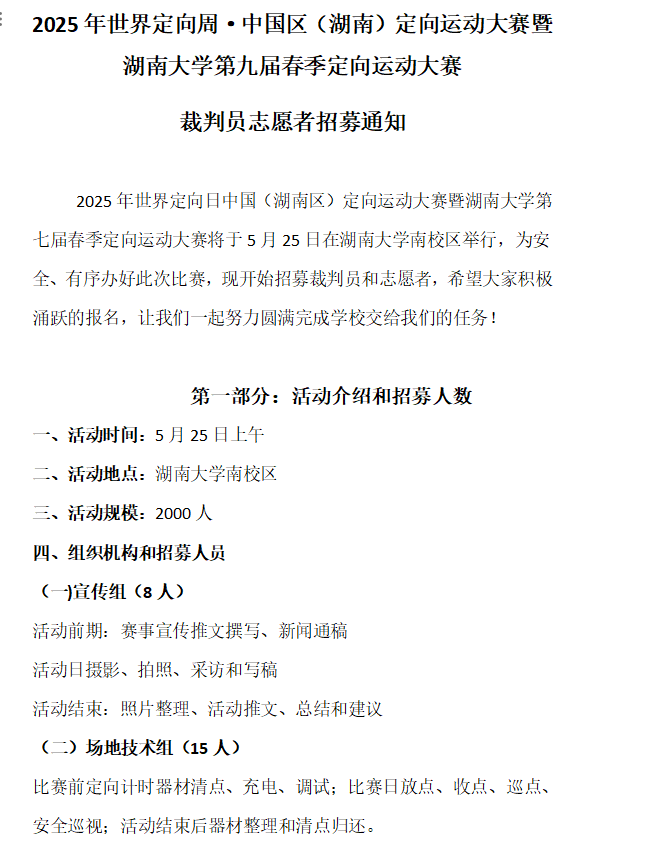 2025 年世界定向周·中国区（湖南）定向运动大赛暨
湖南大学第九届春季定向运动大赛
裁判员志愿者招募通知
2025 年世界定向日中国（湖南区）定向运动大赛暨湖南大学第
七届春季定向运动大赛将于 5 月 25 日在湖南大学南校区举行，为安
全、有序办好此次比赛，现开始招募裁判员和志愿者，希望大家积极
涌跃的报名，让我们一起努力圆满完成学校交给我们的任务！
第一部分：活动介绍和招募人数
一、活动时间：5 月 25 日上午
二、活动地点：湖南大学南校区
三、活动规模：2000 人
四、组织机构和招募人员
（一)宣传组（8 人）
活动前期：赛事宣传推文撰写、新闻通稿
活动日摄影、拍照、采访和写稿
活动结束：照片整理、活动推文、总结和建议
（二）场地技术组（15 人）
比赛前定向计时器材清点、充电、调试；比赛日放点、收点、巡点、
安全巡视；活动结束后器材整理和清点归还。